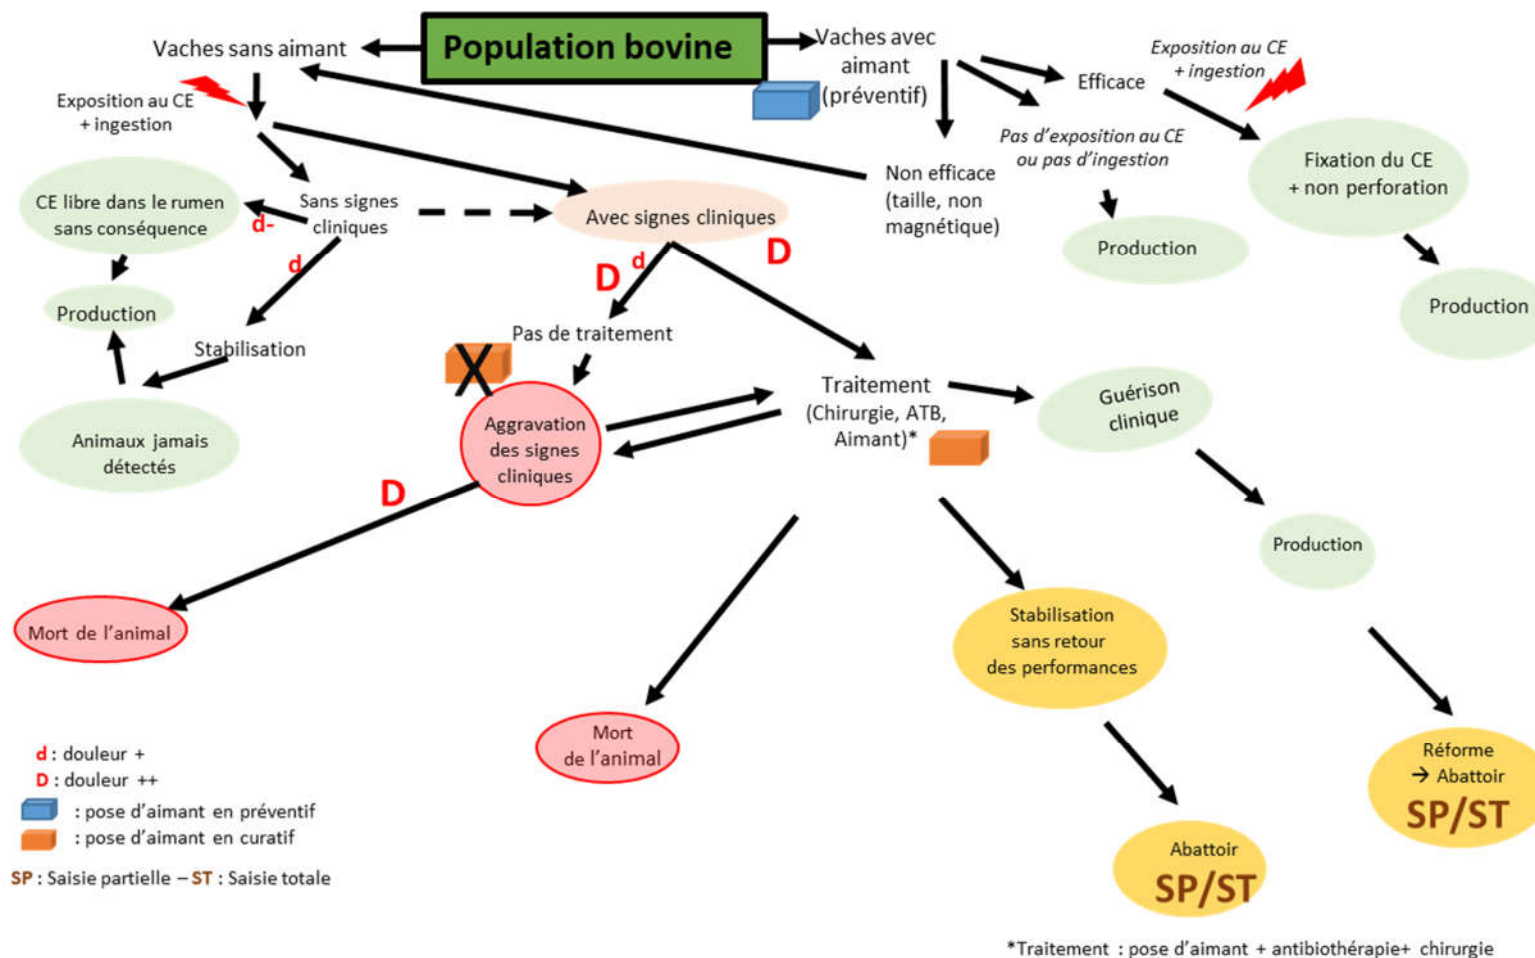 Population bovine
Vaches sans aimant
Vaches avec
aimant
(préventif)
Exposition au CE
+ ingestion
Efficace
Exposition au CE
+ ingestion
Pas d'exposition au CE
ou pas d'ingestion
Non efficace
(taille, non
magnétique)
Fixation du CE
+ non perforation
Production
Production
CE libre dans le rumen
sans conséquence
d-
Sans signes
cliniques
Avec signes cliniques
d
D
d
D
Production
Stabilisation
Animaux jamais
détectés
Pas de traitement
X
Aggravation
des signes
cliniques
Traitement
(Chirurgie, ATB,
Aimant)*
Guérison
clinique
Production
D
Mort de l'animal
Mort
de l'animal
Stabilisation
sans retour
des performances
Réforme
→ Abattoir
SP/ST
Abattoir
SP/ST
d : douleur +
D : douleur ++
: pose d'aimant en préventif
: pose d'aimant en curatif
SP : Saisie partielle – ST : Saisie totale
*Traitement : pose d'aimant + antibiothérapie+ chirurgie